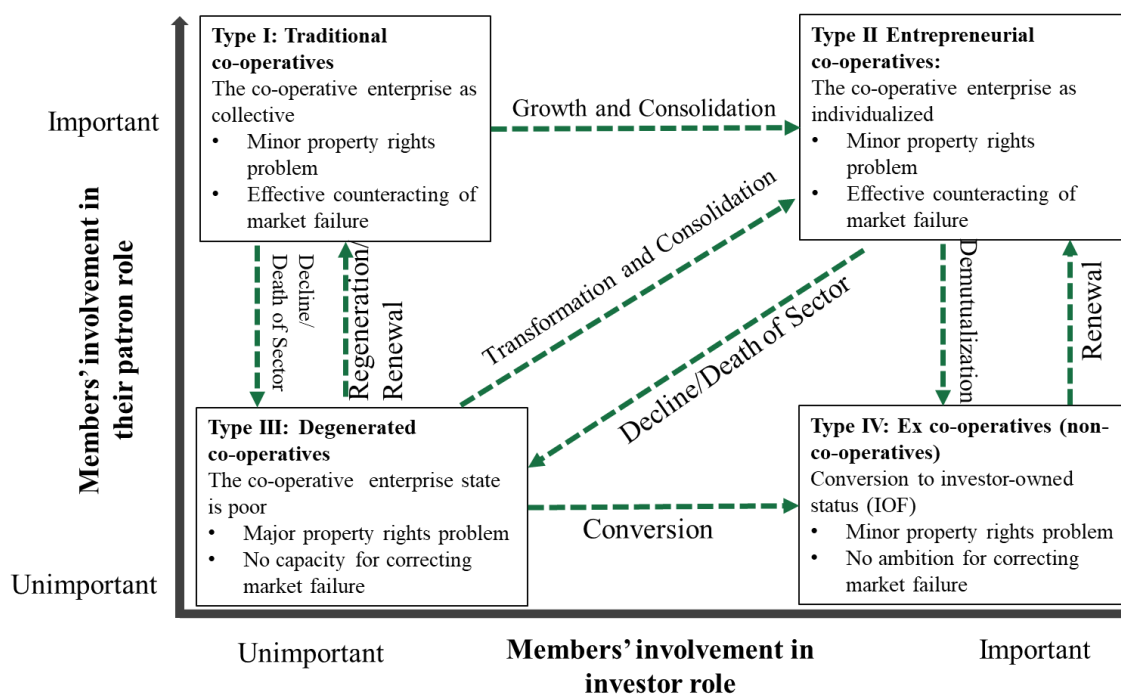 Type I: Traditional
co-operatives
The co-operative enterprise as
collective
• Minor property rights
problem
• Effective counteracting of
market failure
Type II Entrepreneurial
co-operatives:
The co-operative enterprise as
individualized
• Minor property rights
problem
• Effective counteracting of
market failure
Growth and Consolidation
Important
Members' involvement in
their patron role
Decline/
Death of Sector
Regeneration/
Renewal
Transformation and Consolidation
Decline/Death of Sector
Demutualization
Renewal
Type III: Degenerated
co-operatives
The co-operative enterprise state
is poor
• Major property rights problem
• No capacity for correcting
market failure
Conversion
Type IV: Ex co-operatives (non-
co-operatives)
Conversion to investor-owned
status (IOF)
• Minor property rights problem
• No ambition for correcting
market failure
Unimportant
Unimportant
Members' involvement in
investor role
Important